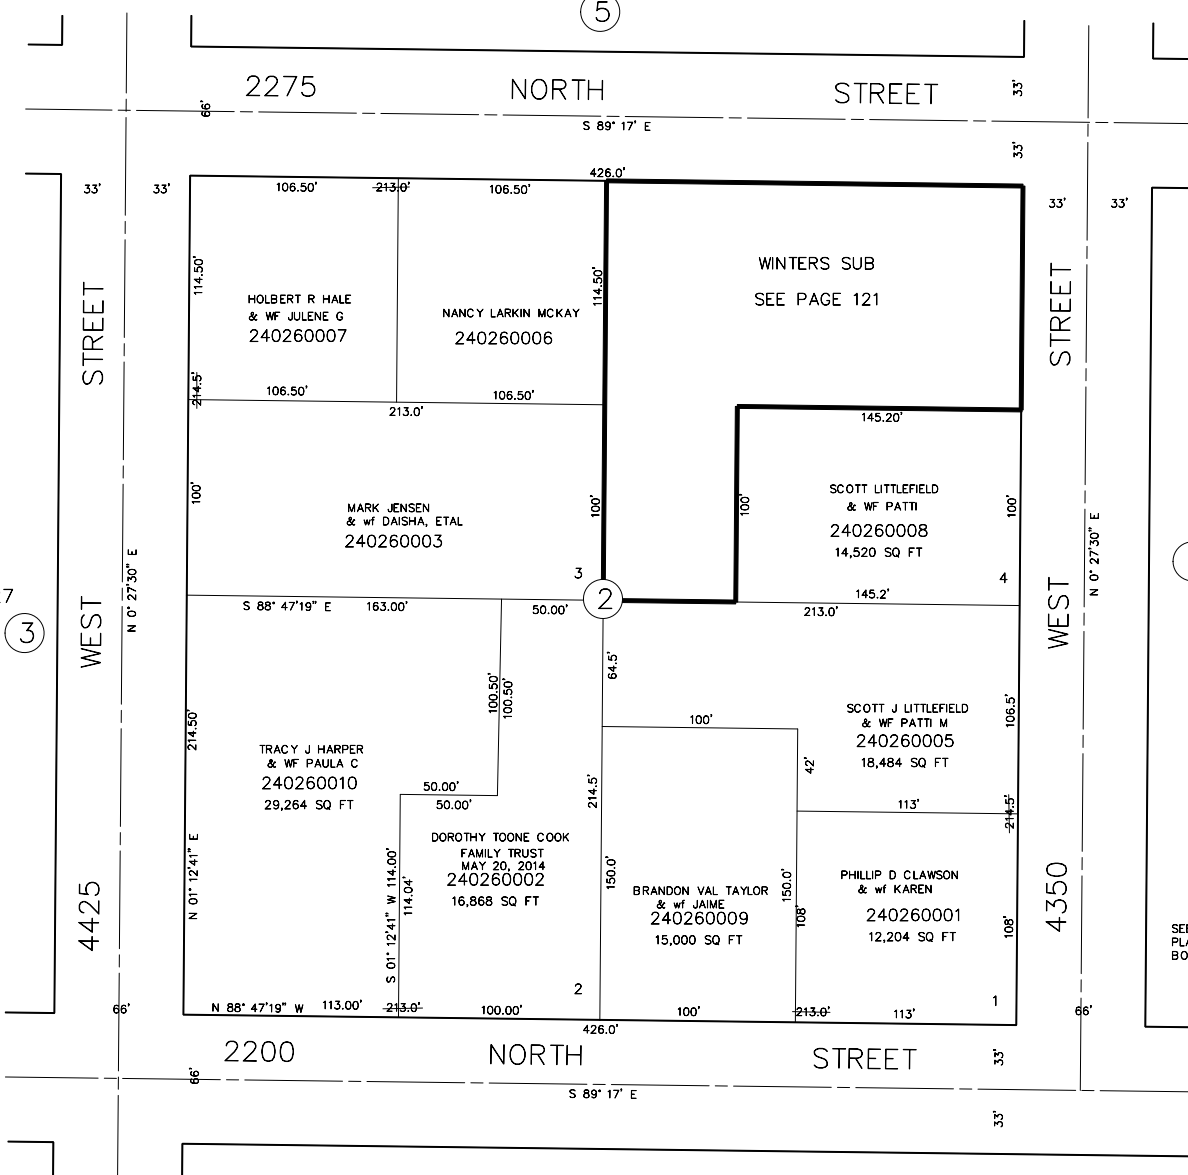 5
2275 NORTH STREET
66'
33'
S 89° 17' E
33'
33'
33'
106.50'
213.0'
106.50'
426.0'
33'
33'
114.50'
114.50'
WINTERS SUB
SEE PAGE 121
HOLBERT R HALE
& WF JULENE G
240260007
NANCY LARKIN MCKAY
240260006
214.5'
106.50'
106.50'
213.0'
145.20'
100'
MARK JENSEN
& wf DAISHA, ETAL
240260003
100'
100'
SCOTT LITTLEFIELD
& WF PATTI
240260008
14,520 SQ FT
100'
3
4
2
145.2'
213.0'
S 88° 47'19" E
163.00'
50.00'
N 0° 27'30" E
N 0° 27'30" E
4425 WEST STREET
4350 WEST STREET
7
3
64.5'
100.50'
100.50'
214.50'
100'
SCOTT J LITTLEFIELD
& WF PATTI M
240260005
18,484 SQ FT
106.5'
42'
TRACY J HARPER
& WF PAULA C
240260010
29,264 SQ FT
50.00'
50.00'
214.5'
113'
214.5'
DOROTHY TOONE COOK
FAMILY TRUST
MAY 20, 2014
240260002
16,868 SQ FT
N 01° 12'41" E
S 01° 12'41" W 114.00'
114.04'
150.0'
BRANDON VAL TAYLOR
& wf JAIME
240260009
15,000 SQ FT
150.0'
108'
PHILLIP D CLAWSON
& wf KAREN
240260001
12,204 SQ FT
108'
2
1
66'
N 88° 47'19" W
113.00'
213.0'
100.00'
426.0'
100'
213.0'
113'
66'
2200 NORTH STREET
66'
33'
S 89° 17' E
33'